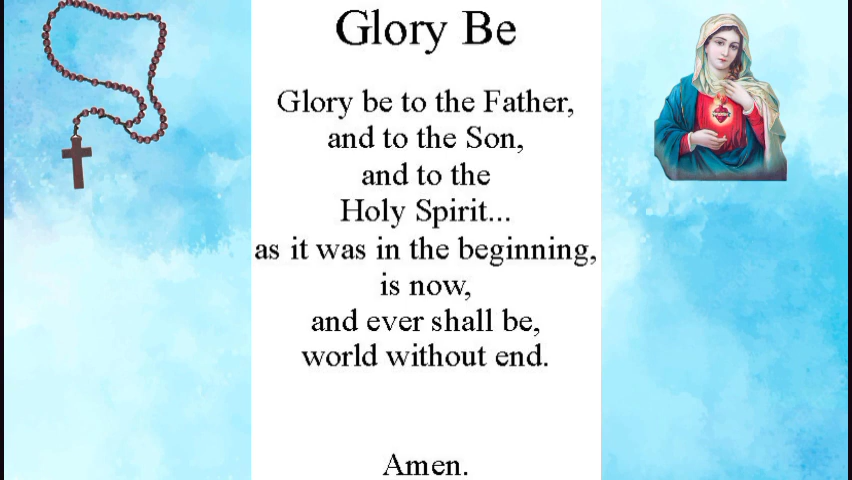 Glory Be
Glory be to the Father,
and to the Son,
and to the
Holy Spirit...
as it was in the beginning,
is now,
and ever shall be,
world without end.
Amen.